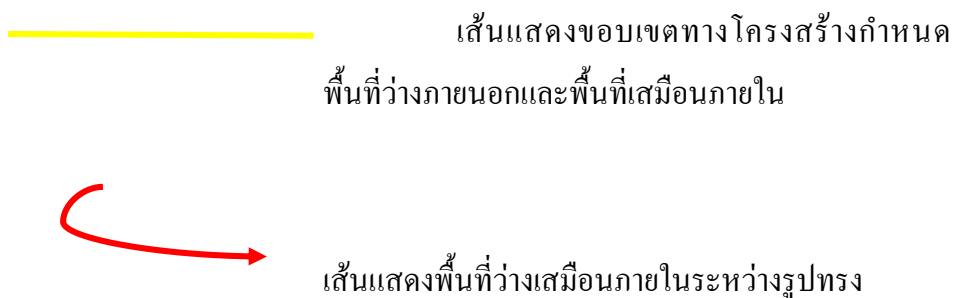 เส้นแสดงขอบเขตทางโครงสร้างกำหนด
พื้นที่ว่างภายนอกและพื้นที่เสมือนภายใน
เส้นแสดงพื้นที่ว่างเสมือนภายในระหว่างรูปทรง